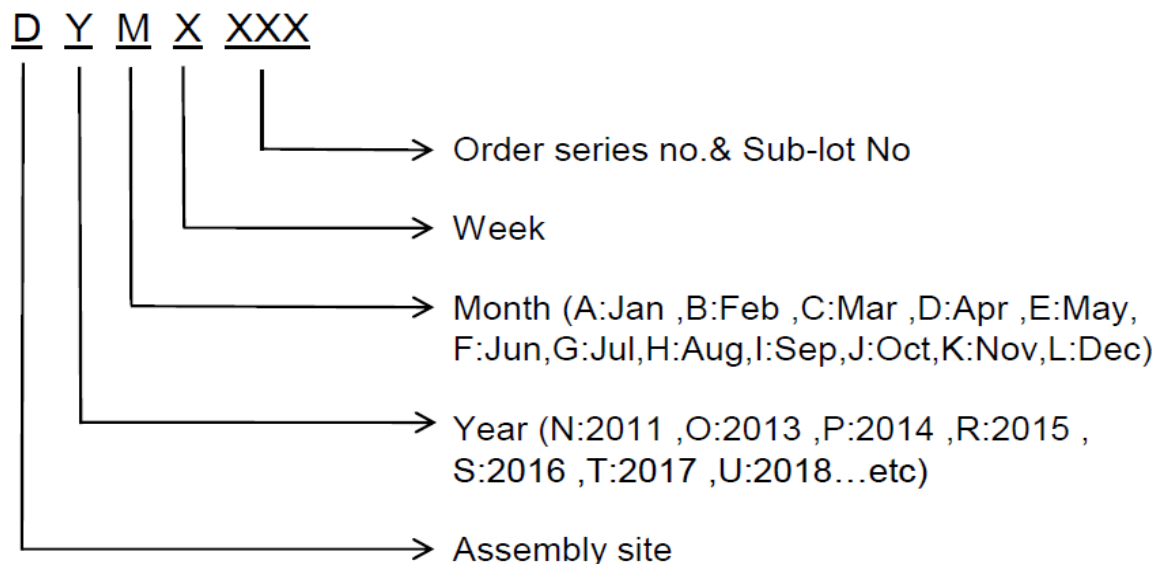 D Y M X XXX
Order series no.& Sub-lot No
Week
Month (A:Jan ,B:Feb ,C:Mar ,D:Apr ,E:May,
F:Jun,G:Jul,H:Aug,I:Sep,J:Oct,K:Nov,L:Dec)
Year (N:2011 ,O:2013 ,P:2014 ,R:2015 ,
S:2016 ,T:2017 ,U:2018...etc)
Assembly site